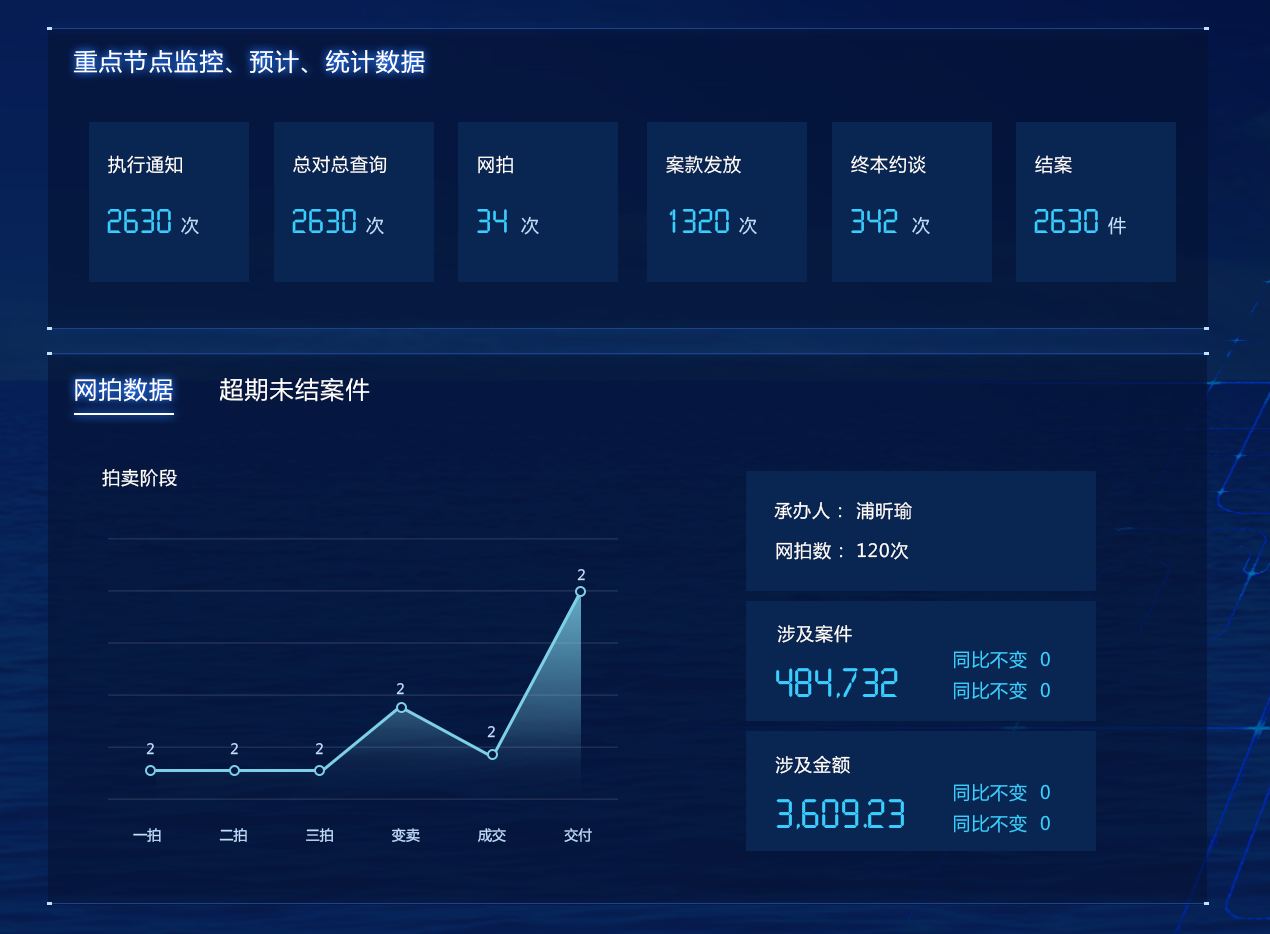 重点节点监控、预计、统计数据
执行通知
2630 次
总对总查询
2630 次
网拍
34 次
案款发放
1320 次
终本约谈
342 次
结案
2630 件
网拍数据 超期未结案件
拍卖阶段
2
2
2
2
2
2
一拍 二拍 三拍 变卖 成交 交付
承办人： 浦昕瑜
网拍数： 120次
涉及案件
484,732
同比不变 0
同比不变 0
涉及金额
3,609.23
同比不变 0
同比不变 0